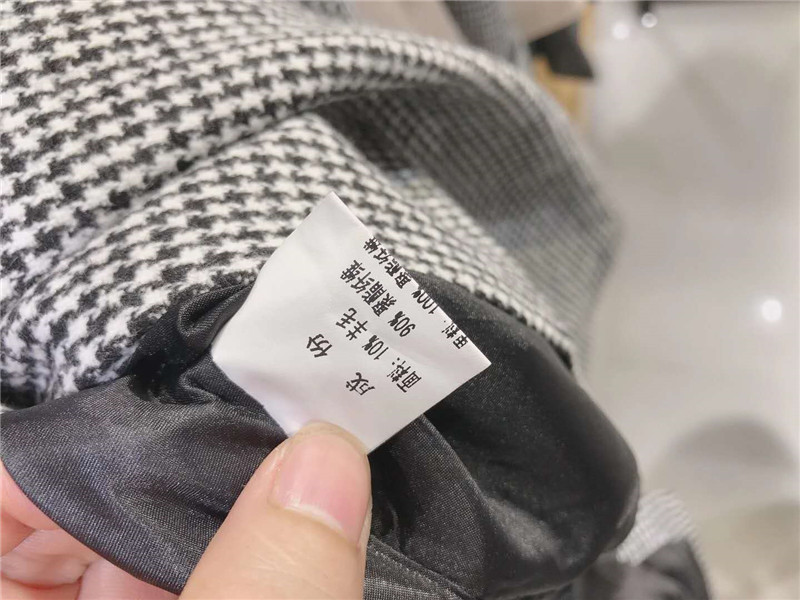 成 份
面料: 10% 羊毛
90% 聚酯纤维
里料: 100% 聚酯纤维